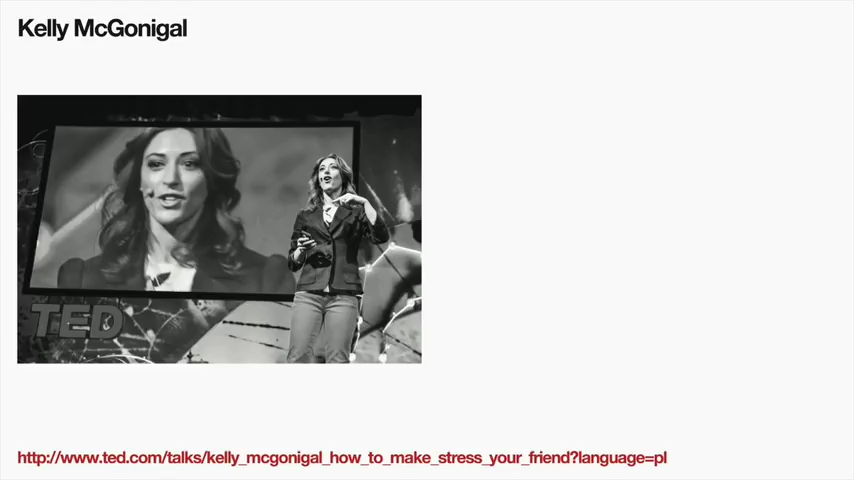 Kelly McGonigal
TED
http://www.ted.com/talks/kelly_mcgonigal_how_to_make_stress_your_friend?language=pl